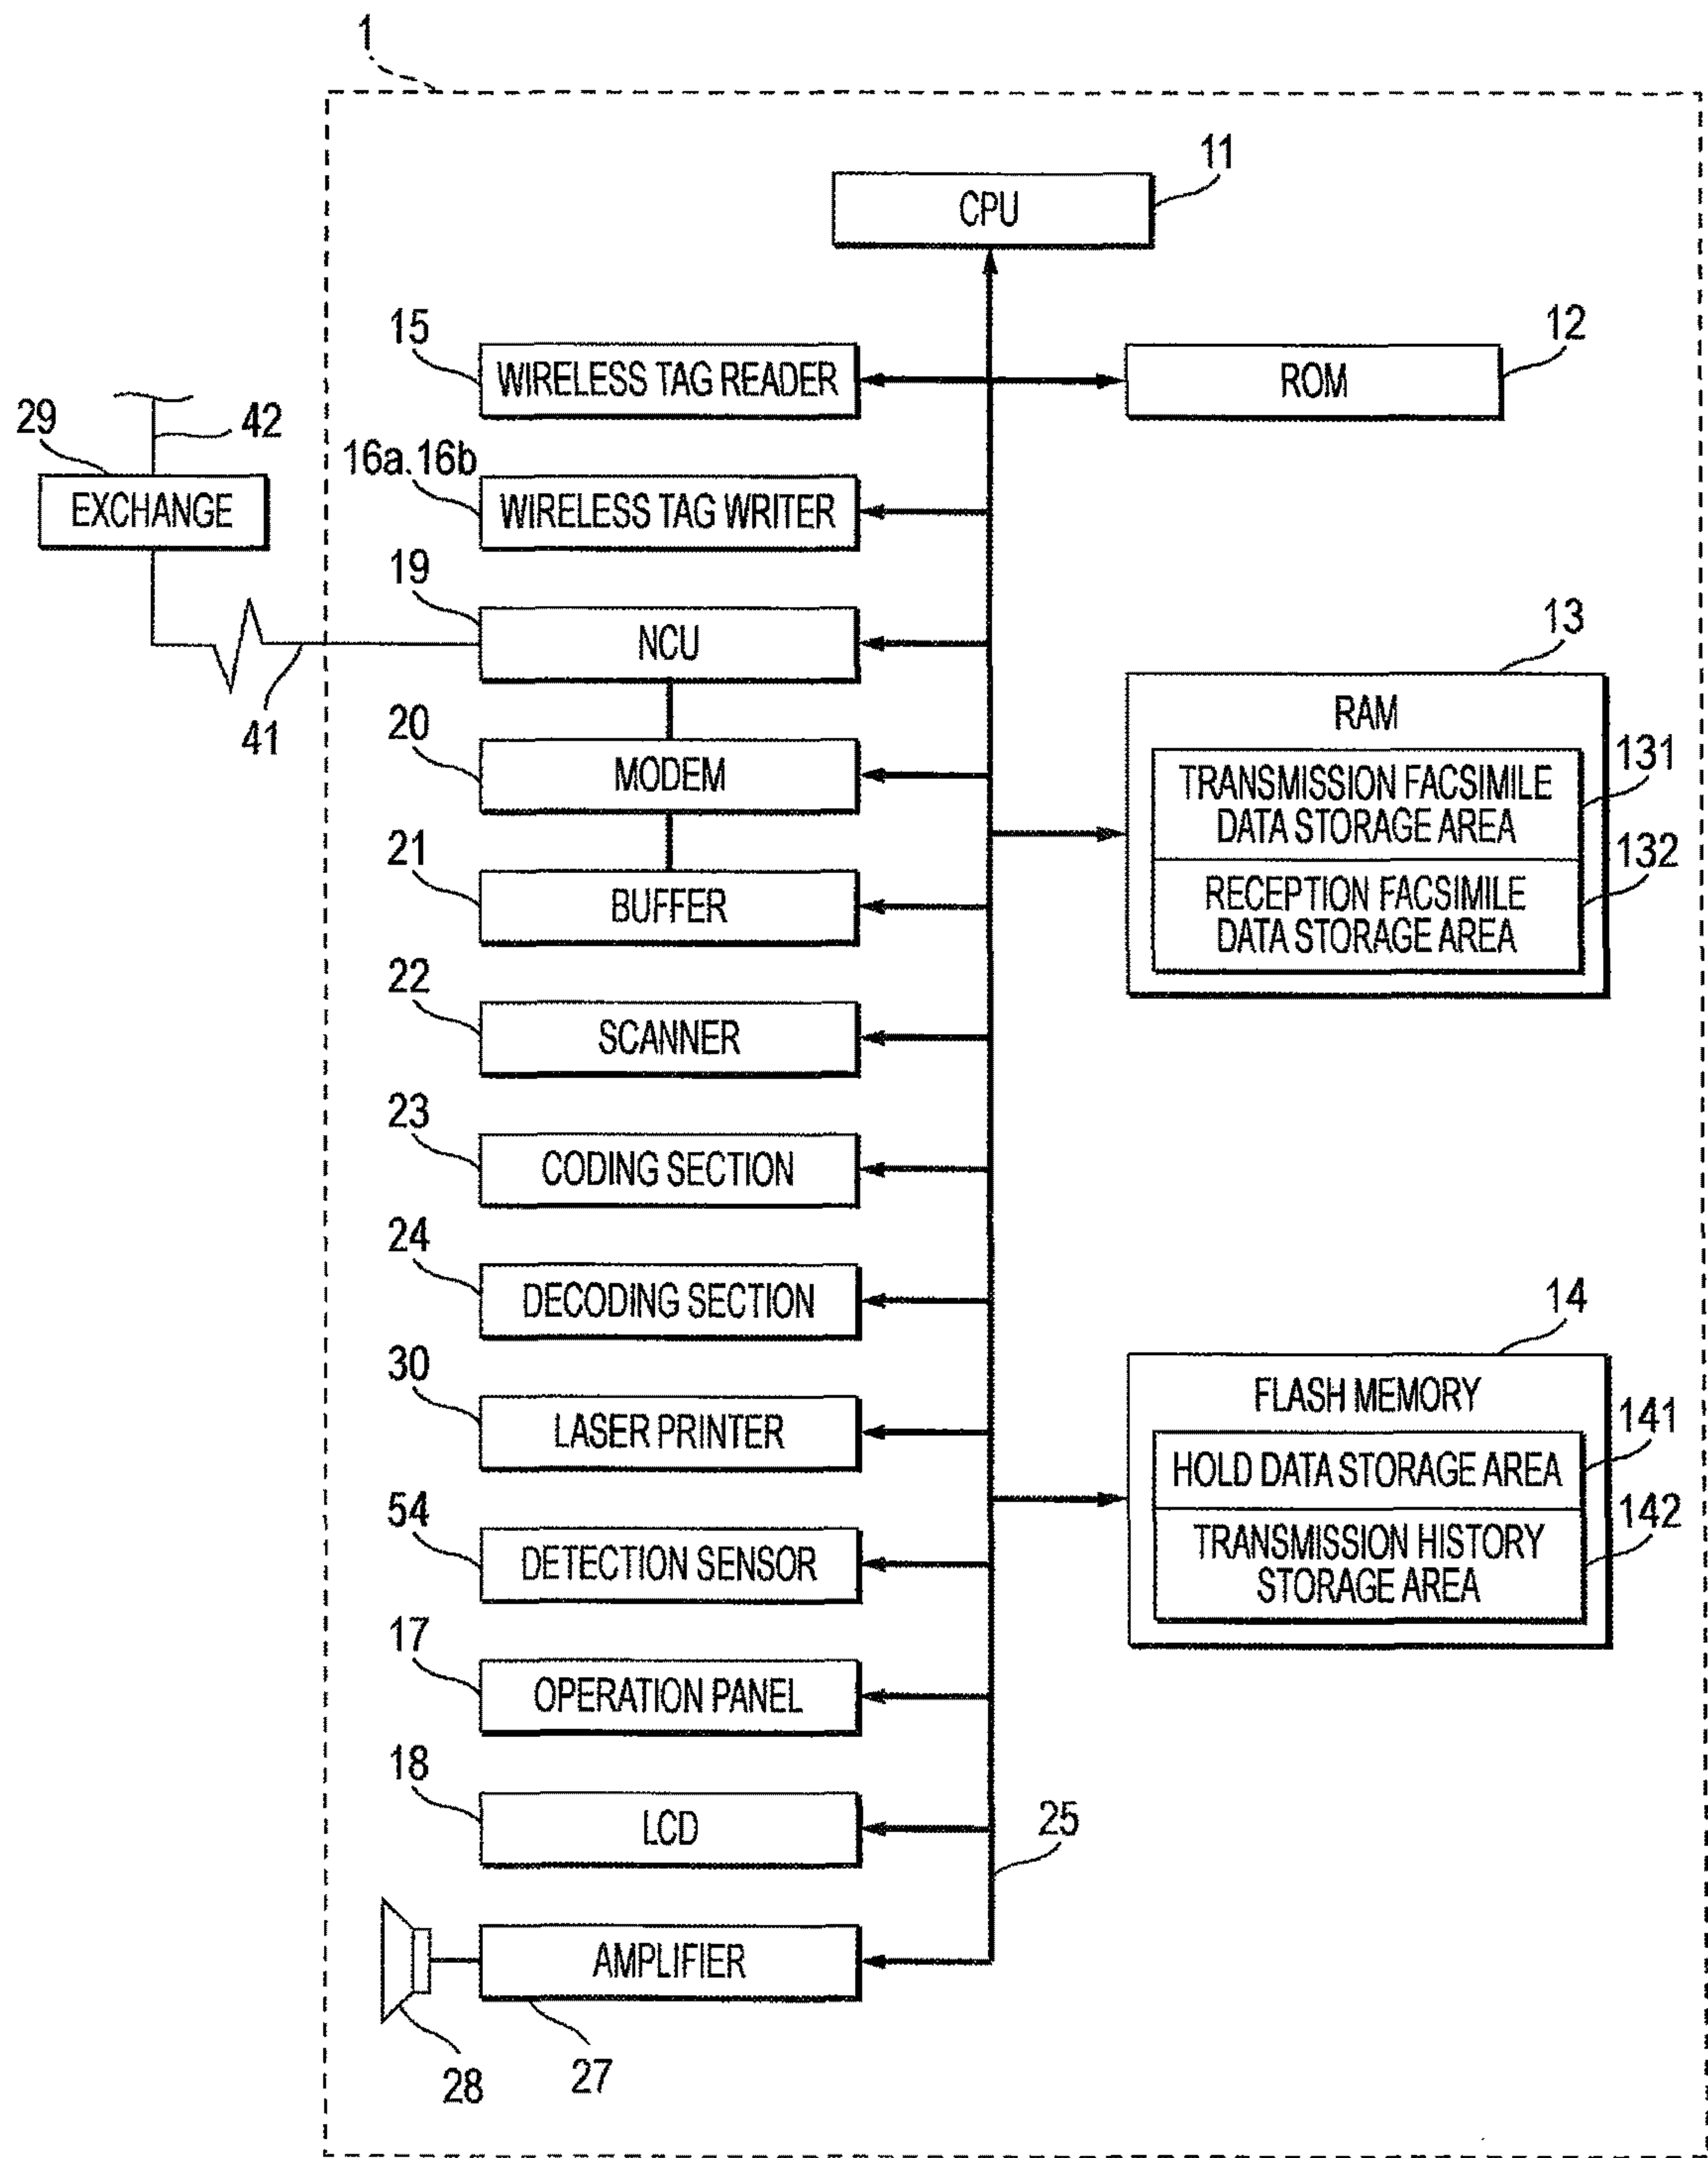 1
11
CPU
15
WIRELESS TAG READER
12
ROM
29
42
EXCHANGE
16a.16b
WIRELESS TAG WRITER
19
NCU
41
13
RAM
20
MODEM
131
TRANSMISSION FACSIMILE
DATA STORAGE AREA
21
BUFFER
132
RECEPTION FACSIMILE
DATA STORAGE AREA
22
SCANNER
23
CODING SECTION
24
DECODING SECTION
14
FLASH MEMORY
30
LASER PRINTER
141
HOLD DATA STORAGE AREA
54
DETECTION SENSOR
142
TRANSMISSION HISTORY
STORAGE AREA
17
OPERATION PANEL
18
LCD
25
AMPLIFIER
28
27